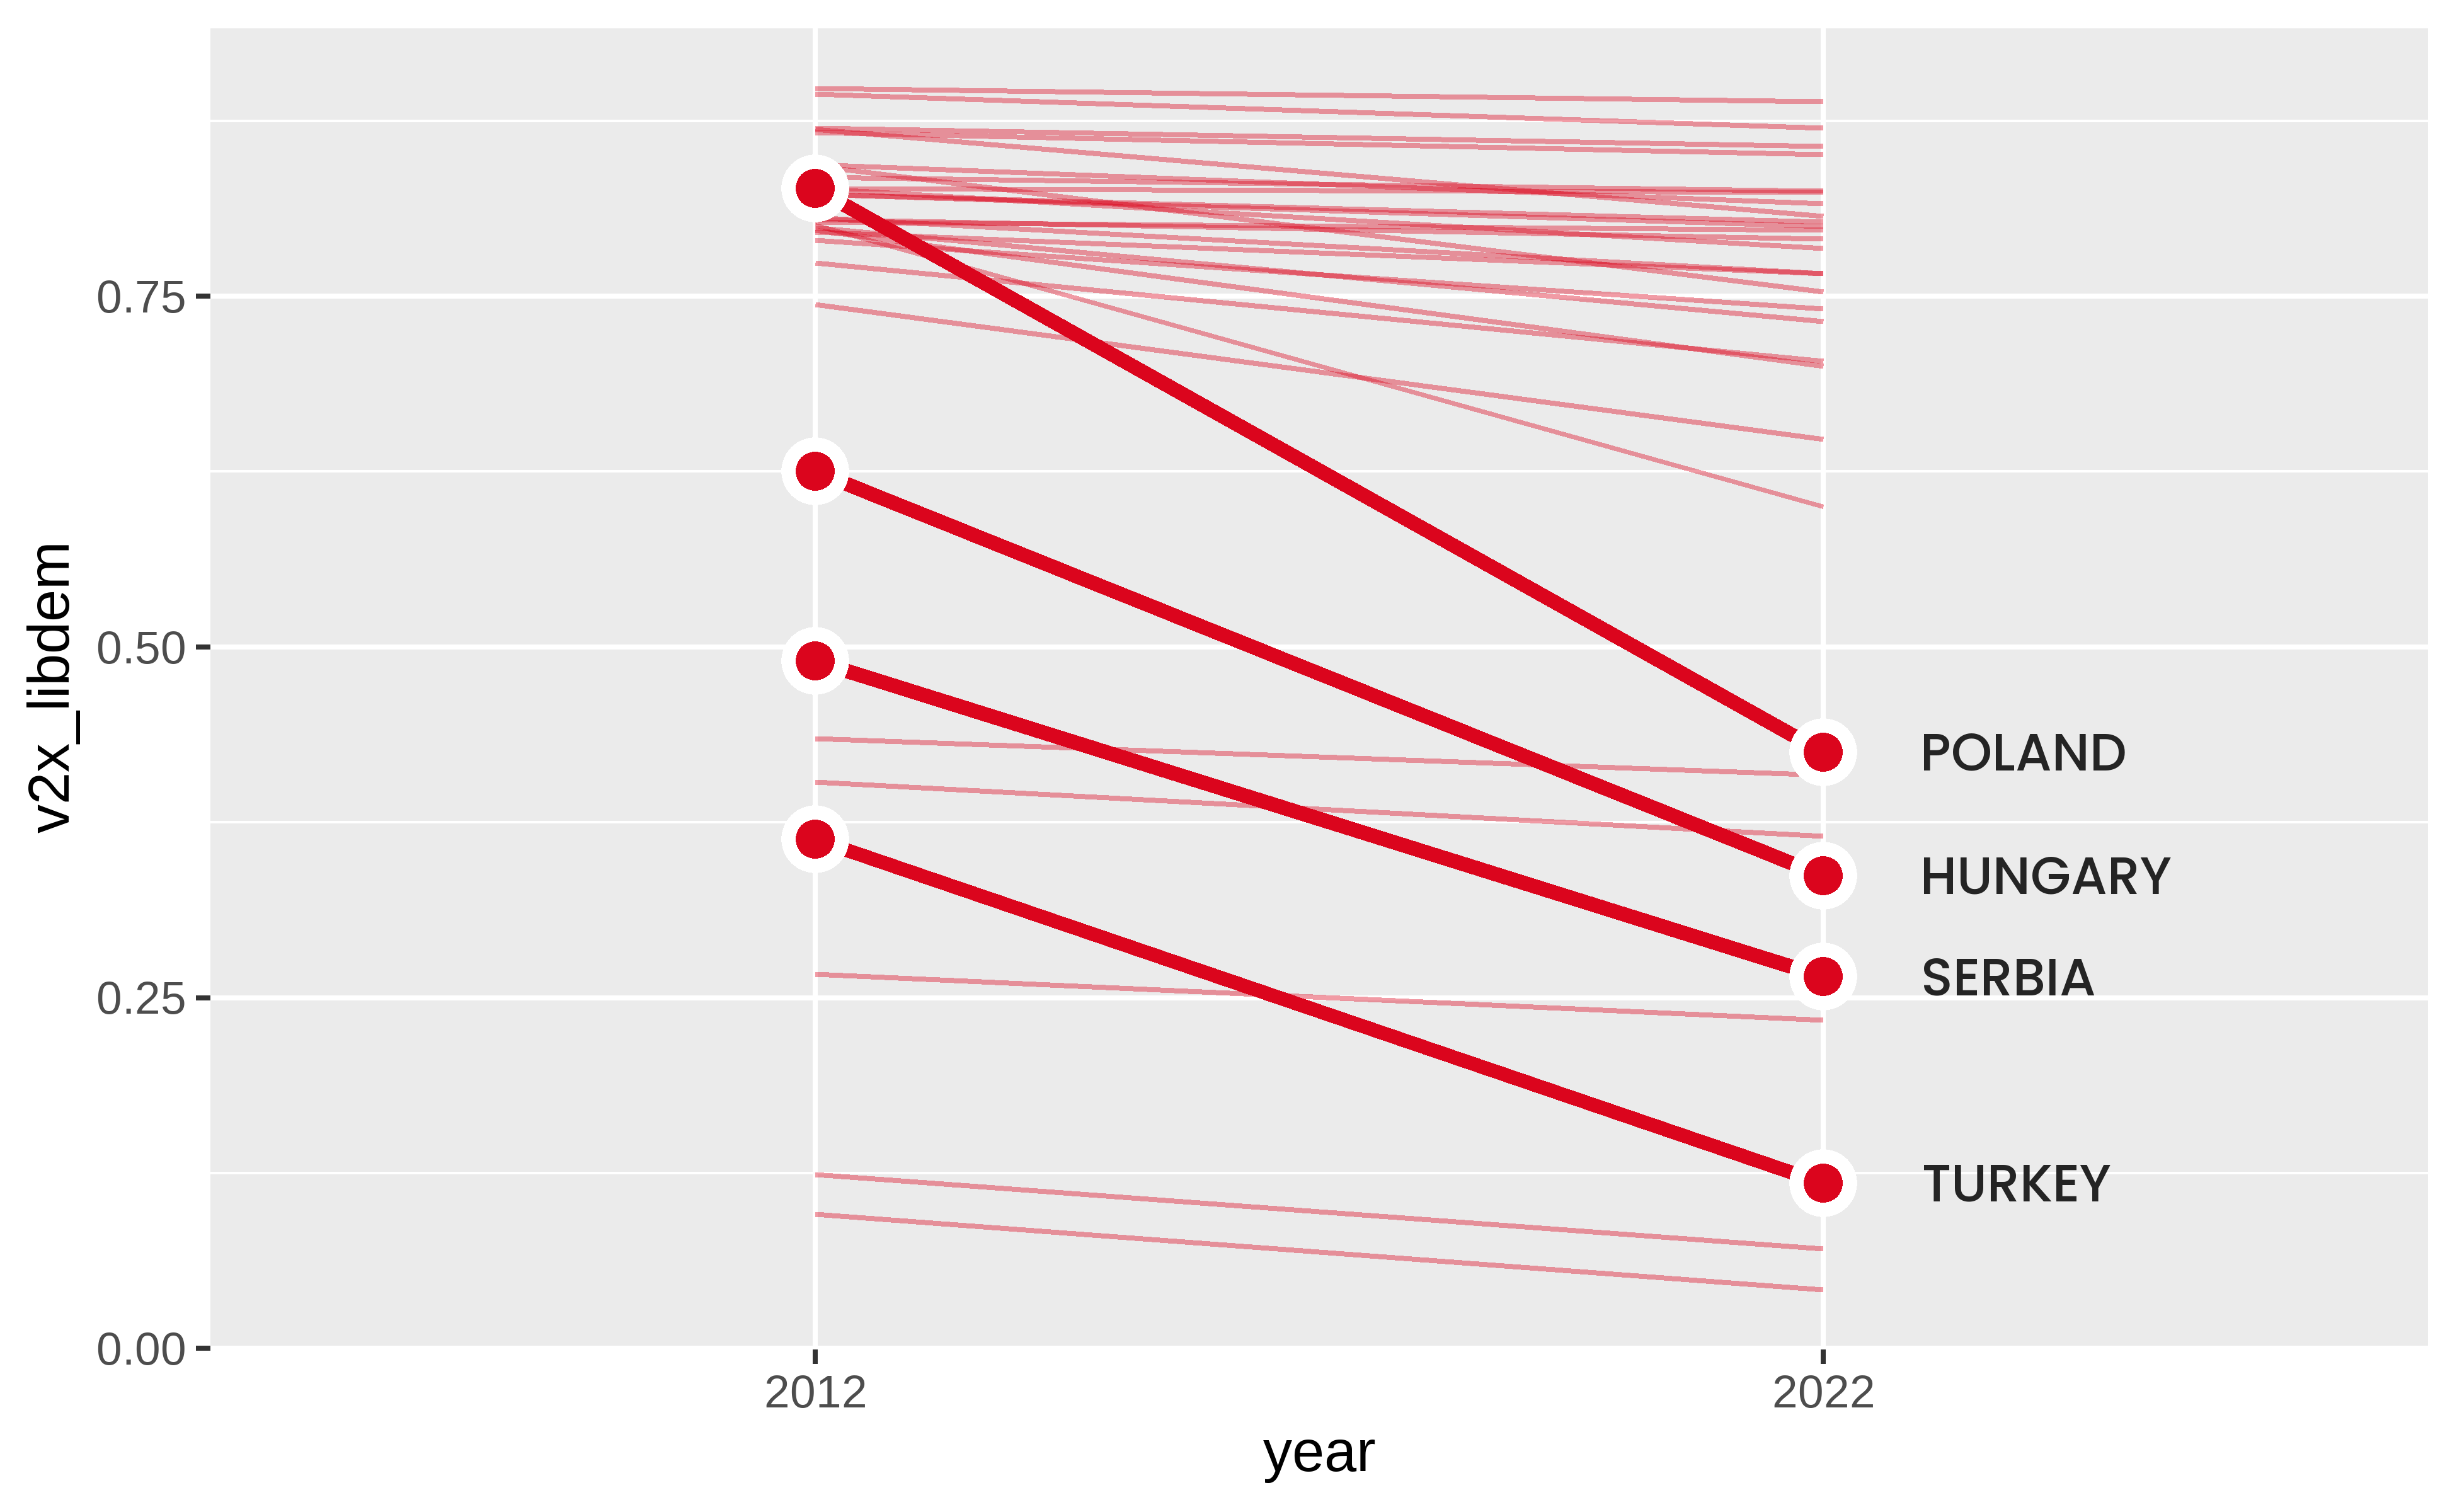 v2x_libdem
0.75
0.50
0.25
0.00
POLAND
HUNGARY
SERBIA
TURKEY
2012
2022
year